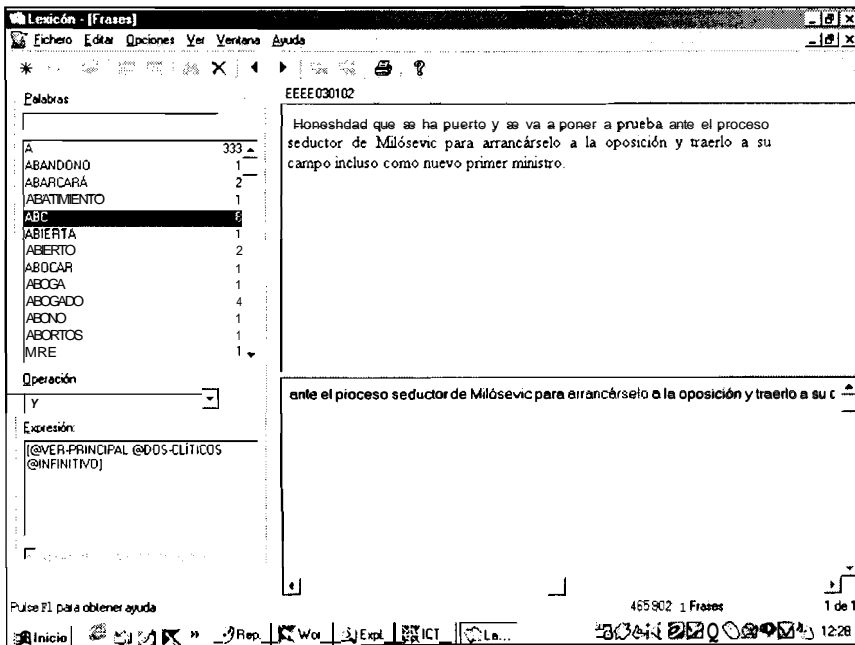 Lexicón - [Frases]
Fichero Editar Opciones Ver Ventana Ayuda
Palabras
EEEE030102
Honeshdad que se ha puerto y se va a poner a prueba ante el proceso
seductor de Milósevic para arrancárselo a la oposición y traerlo a su
campo incluso como nuevo primer ministro.
A 333
ABANDONO 1
ABARCARÁ 2
ABATIMIENTO 1
ABC
ABIERTA 1
ABIERTO 2
ABOCAR 1
ABOGA 1
ABOGADO 4
ABONO 1
ABORTOS 1
MRE 1
Operación
Y
ante el pioceso seductor de Milósevic para arrancárselo a la oposición y traerlo a su c
Expresión:
[@VER-PRINCIPAL @DOS-CLÍTICOS
@INFINITIVO]
Pulse F1 para obtener ayuda 465902 1 Frases 1 de 1
Inicio » Rep... Wor Expl. ICT La... 12:28